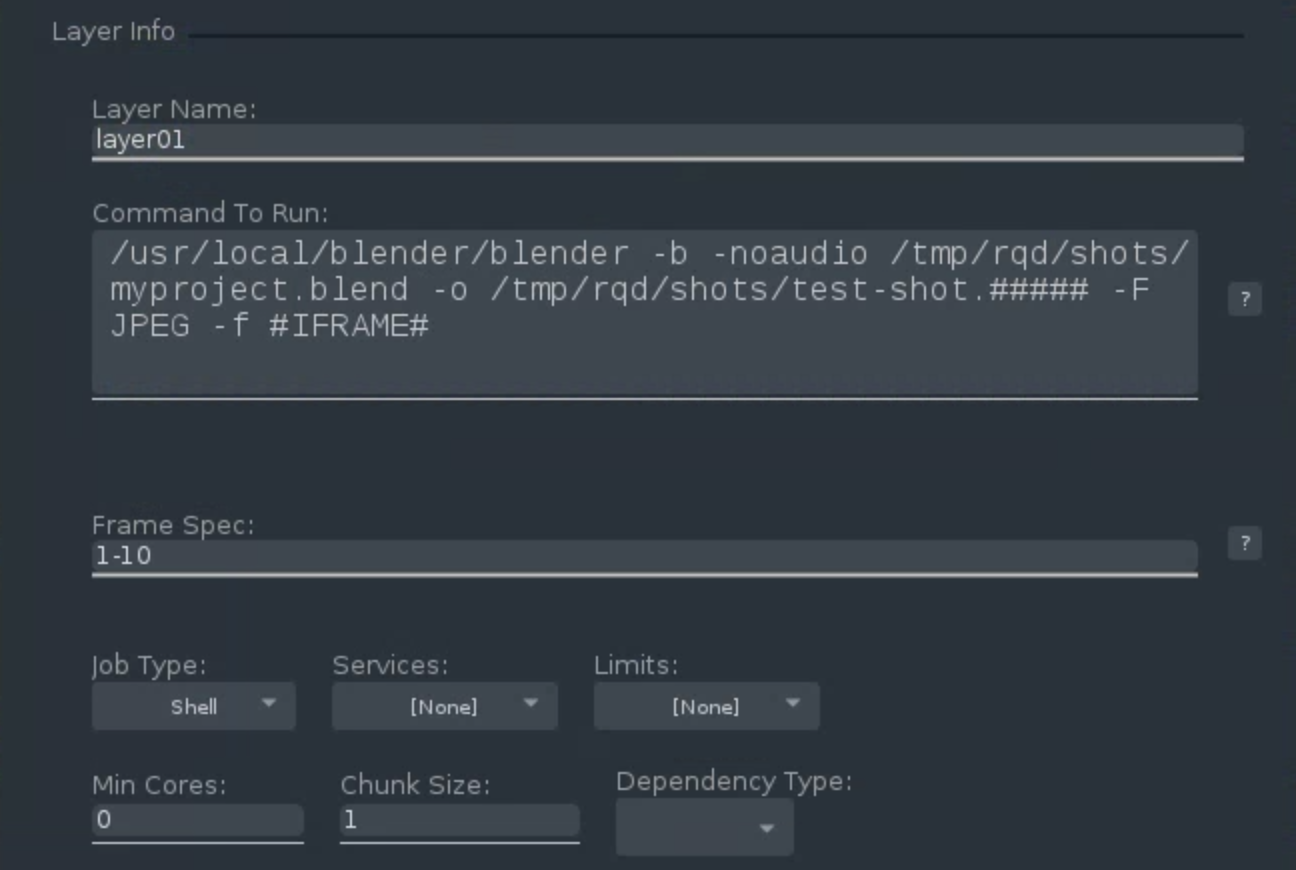 Layer Info
Layer Name:
layer01
Command To Run:
/usr/local/blender/blender -b -noaudio /tmp/rqd/shots/
myproject.blend -o /tmp/rqd/shots/test-shot.##### -F
JPEG -f #IFRAME#
?
Frame Spec:
1-10
?
Job Type: Services: Limits:
Shell [None] [None]
Min Cores: Chunk Size: Dependency Type:
0 1